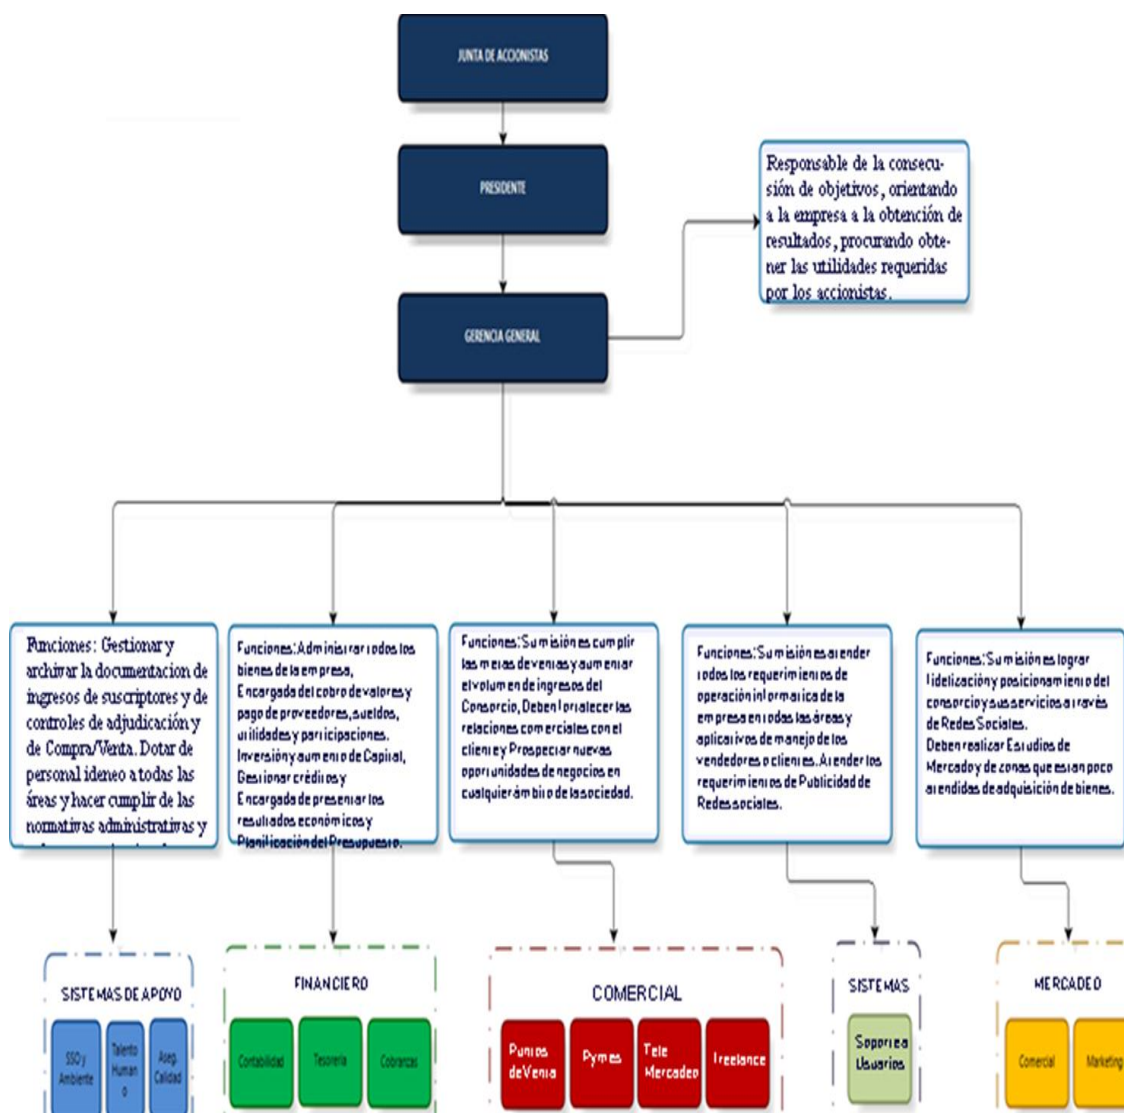 JUNTA DE ACCIONISTAS
PRESIDENTE
GERENCIA GENERAL
Responsable de la consecu-
sión de objetivos, orientando
a la empresa a la obtención de
resultados, procurando obte-
ner las utilidades requeridas
por los accionistas.
Funciones: Gestionar y
archivar la documentacion de
ingresos de suscriptores y de
controles de adjudicación y
de Compra/Venta. Dotar de
personal ideneo a todas las
áreas y hacer cumplir de las
normativas administrativas y
Funciones: Administrar todos los
bienes de la empresa,
Encargada del cobro de valores y
pago de proveedores, sueldos,
utilidades y participaciones.
Inversión y aumento de Capital,
Gestionar créditos y
Encargada de presentar los
resultados económicos y
Planificación del Presupuesto.
Funciones: Su misión es cumplir
las metas de ventas y aumentar
el volumen de ingresos del
Consorcio, Deben fortalecer las
relaciones comerciales con el
cliente y Prospectar nuevas
oportunidades de negocios en
cualquier ámbito de la sociedad.
Funciones: Su misión es atender
todos los requerimientos de
operación informatica de la
empresa en todas las áreas y
aplicativos de manejo de los
vendedores o clientes. Atender los
requerimientos de Publicidad de
Redes sociales.
Funciones: Su misión es lograr
fidelización y posicionamiento del
consorcio y sus servicios a través
de Redes Sociales.
Deben realizar Estudios de
Mercado y de zonas que estan poco
atendidas de adquisición de bienes.
SISTEMAS DE APOYO
SSO y
Ambiente
Talento
Human
o
Aseg.
Calidad
FINANCIERO
Contabilidad
Tesorería
Cobranzas
COMERCIAL
Puntos
de Venta
Pymes
Tele
Mercadeo
freelance
SISTEMAS
Soporte a
Usuarios
MERCADEO
Comercial
Marketing